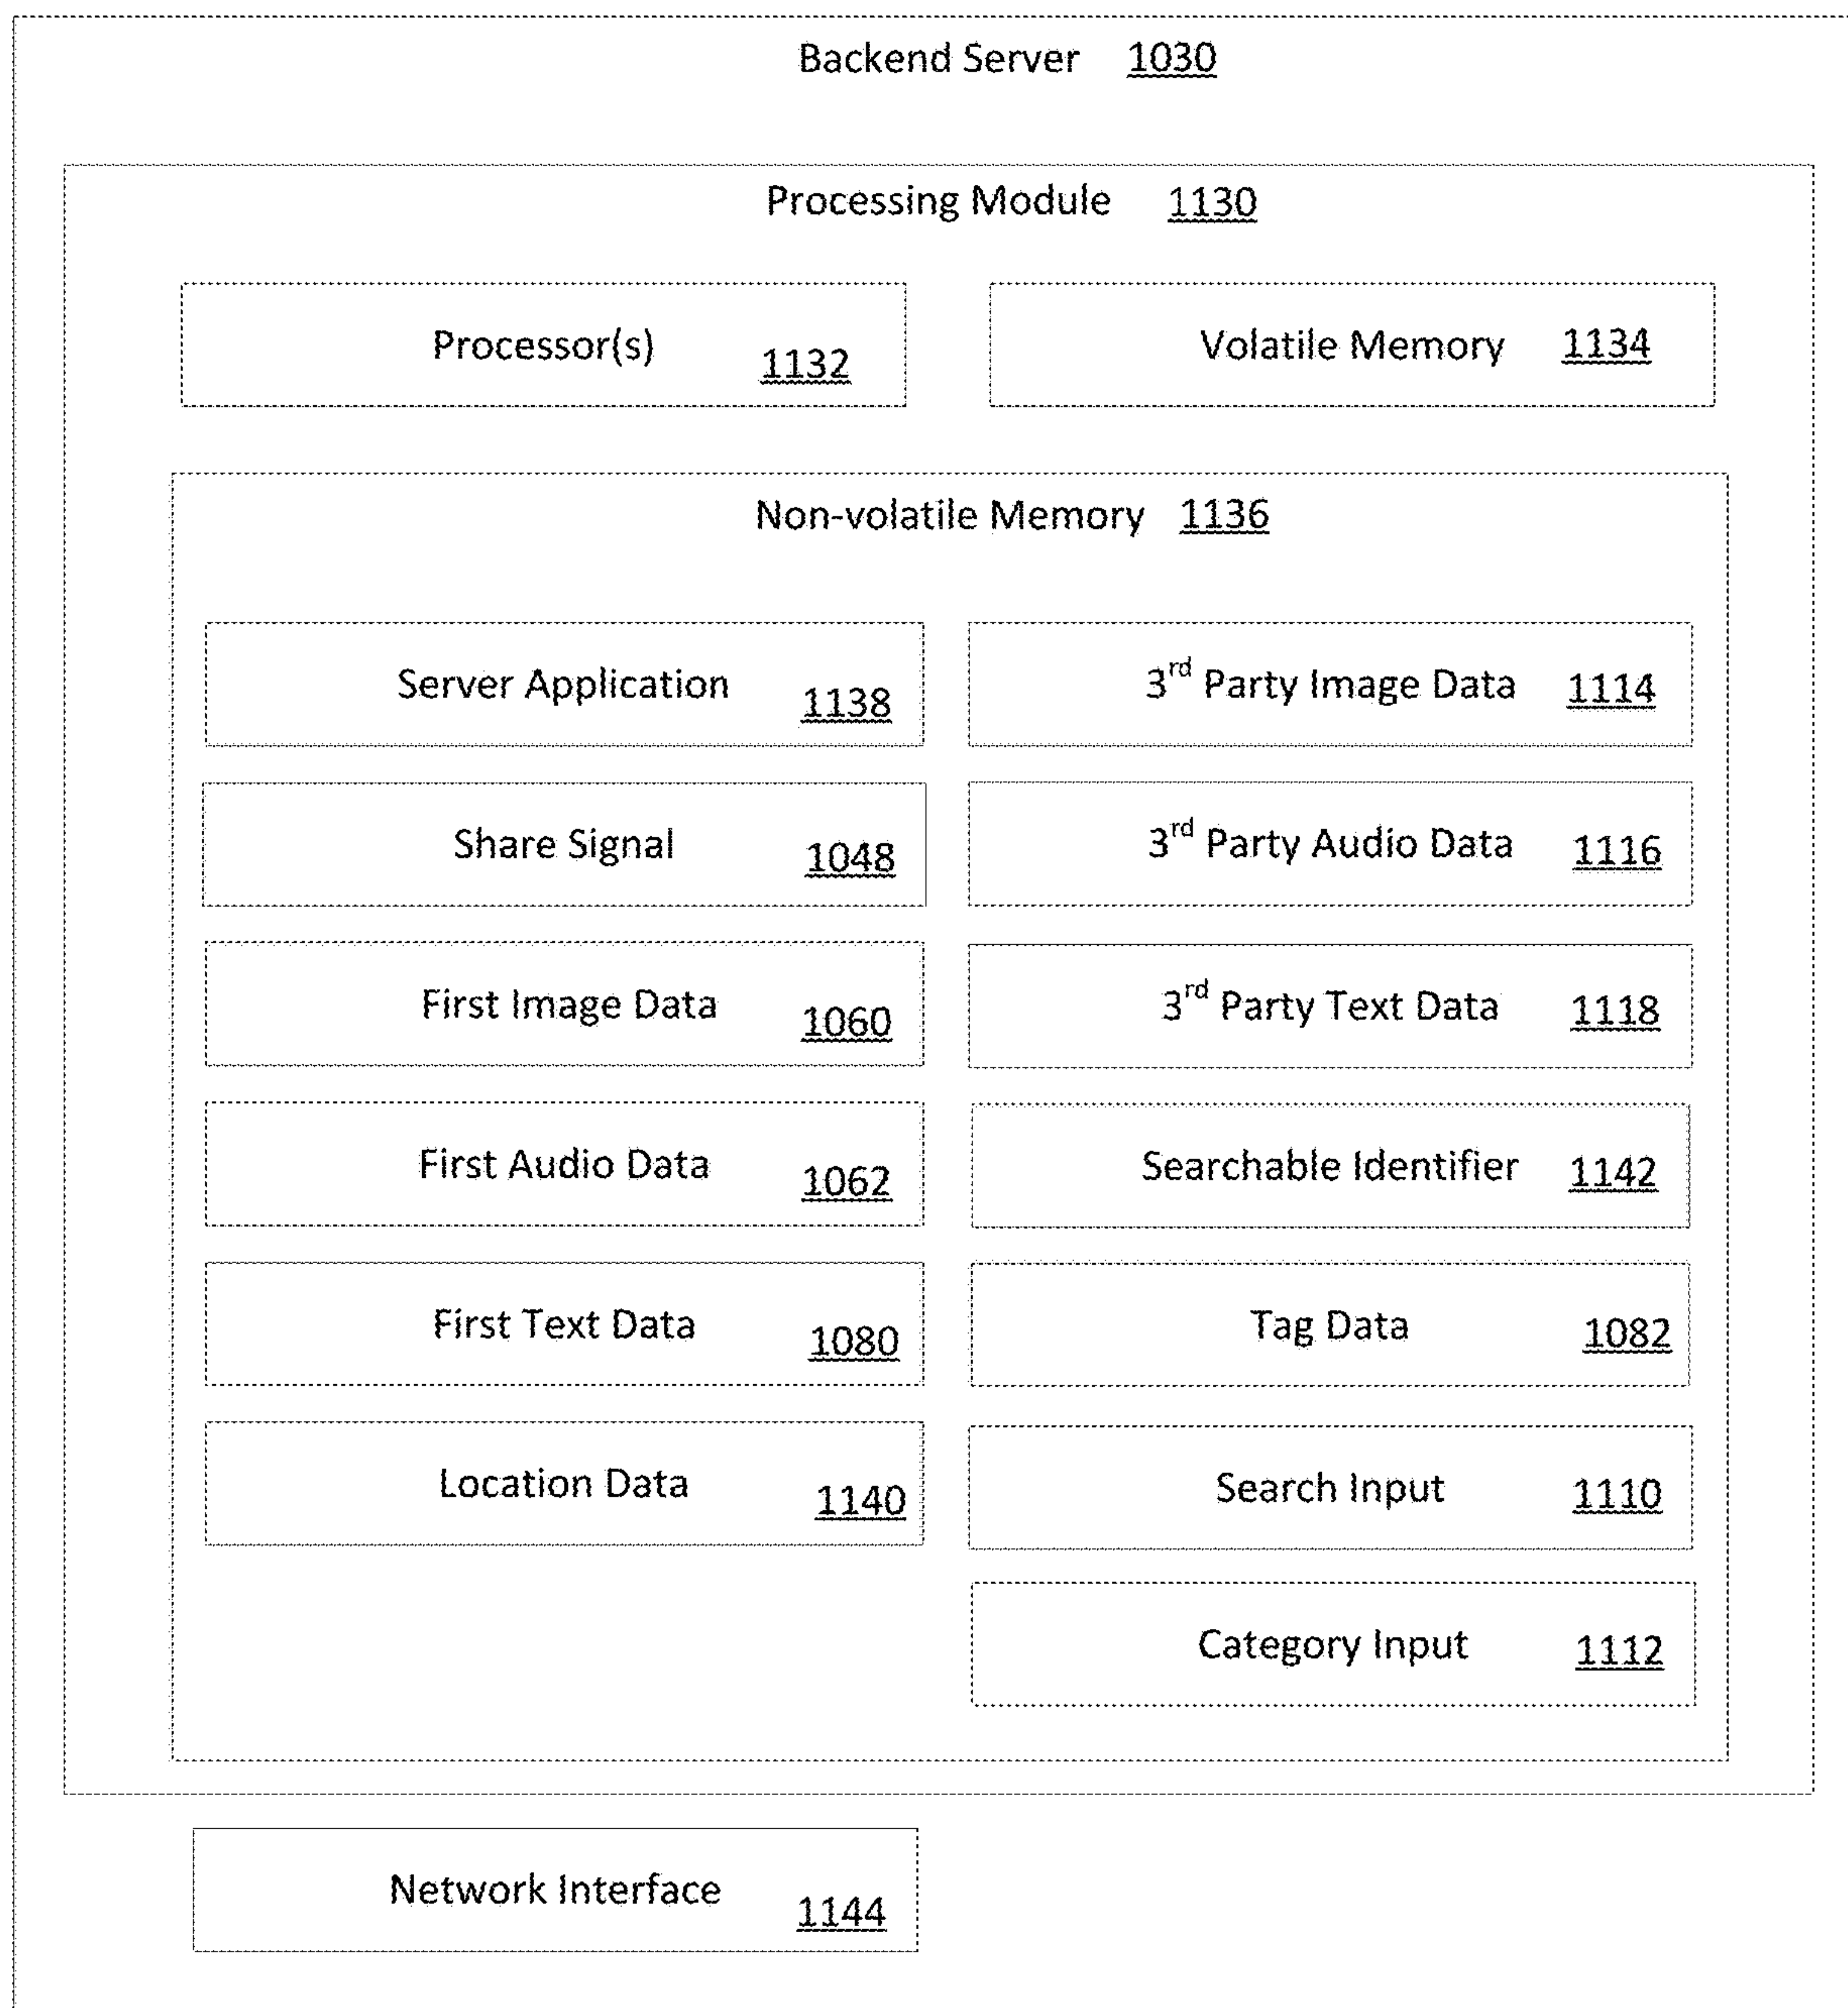 Backend Server 1030
Processing Module 1130
Processor(s) 1132
Volatile Memory 1134
Non-volatile Memory 1136
Server Application 1138
3rd Party Image Data 1114
Share Signal 1048
3rd Party Audio Data 1116
First Image Data 1060
3rd Party Text Data 1118
First Audio Data 1062
Searchable Identifier 1142
First Text Data 1080
Tag Data 1082
Location Data 1140
Search Input 1110
Category Input 1112
Network Interface 1144